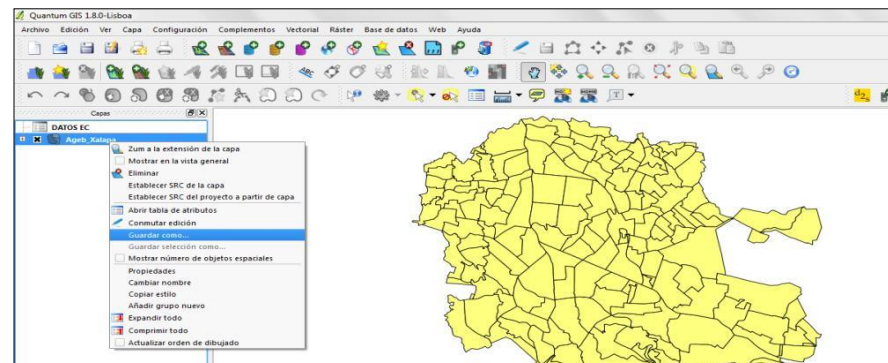 Quantum GIS 1.8.0-Lisboa
Archivo Edición Ver Capa Configuración Complementos Vectorial Ráster Base de datos Web Ayuda
Capas
DATOS EC
Ageb_Xalapa
Zum a la extensión de la capa
Mostrar en la vista general
Eliminar
Establecer SRC de la capa
Establecer SRC del proyecto a partir de capa
Abrir tabla de atributos
Conmutar edición
Guardar como...
Guardar selección como...
Mostrar número de objetos espaciales
Propiedades
Cambiar nombre
Copiar estilo
Añadir grupo nuevo
Expandir todo
Comprimir todo
Actualizar orden de dibujado